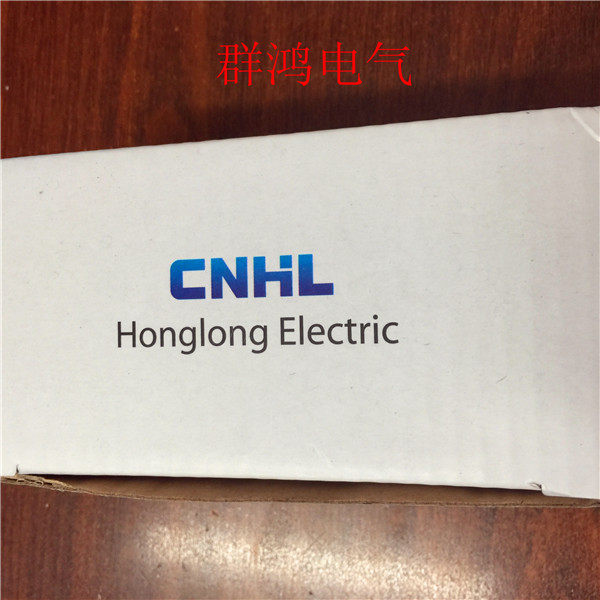 群鸿电气
CNHL
Honglong Electric